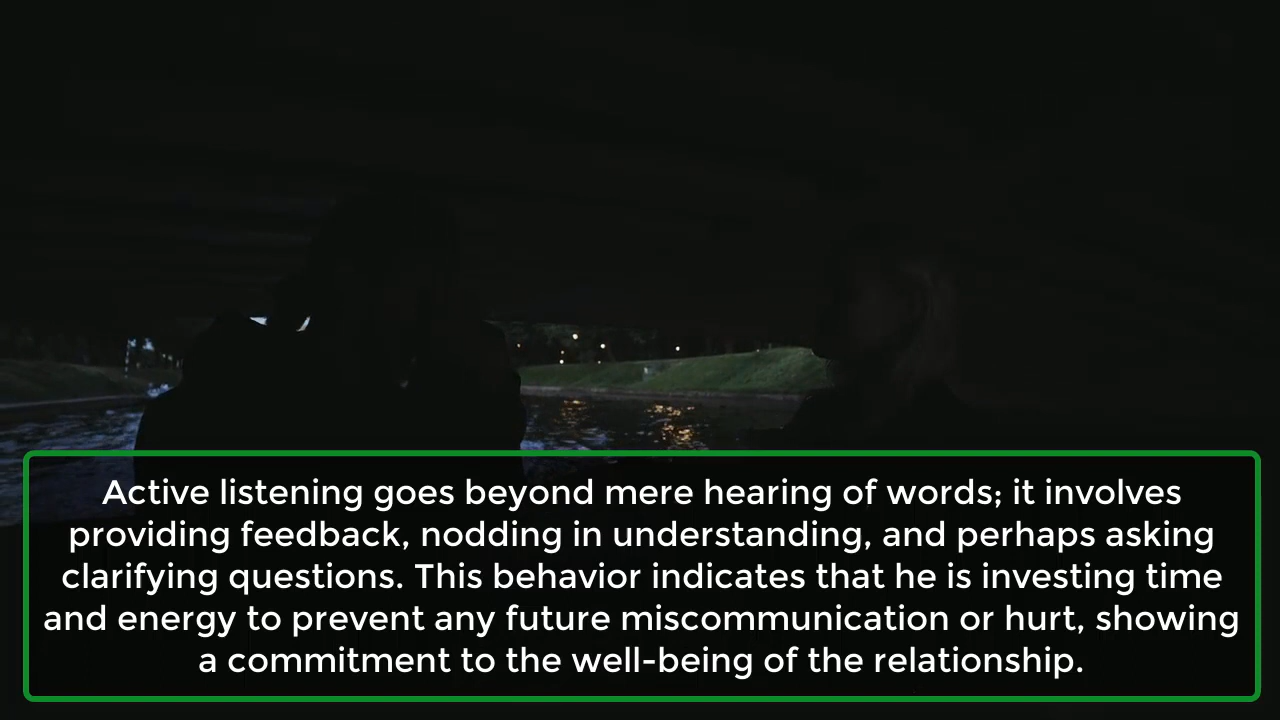 Active listening goes beyond mere hearing of words; it involves
providing feedback, nodding in understanding, and perhaps asking
clarifying questions. This behavior indicates that he is investing time
and energy to prevent any future miscommunication or hurt, showing
a commitment to the well-being of the relationship.